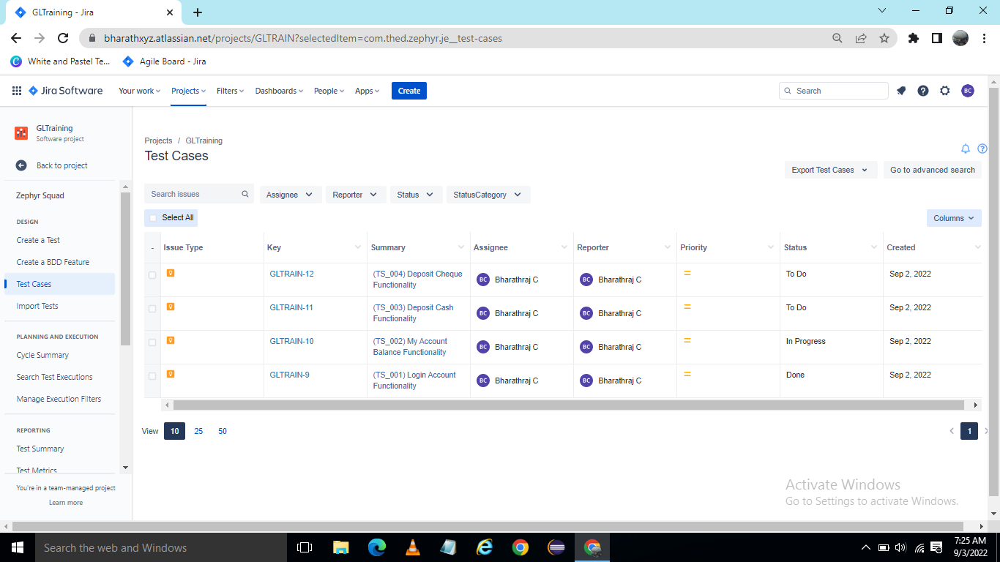 GLTraining - Jira
bharathxyz.atlassian.net/projects/GLTRAIN?selectedItem=com.thed.zephyr.je__test-cases
White and Pastel Te...
Agile Board - Jira
Jira Software
Your work
Projects
Filters
Dashboards
People
Apps
Create
Search
BC
GLTraining
Software project
Back to project
Zephyr Squad
DESIGN
Create a Test
Create a BDD Feature
Test Cases
Import Tests
PLANNING AND EXECUTION
Cycle Summary
Search Test Executions
Manage Execution Filters
REPORTING
Test Summary
Test Metrics
You're in a team-managed project
Learn more
Projects / GLTraining
Test Cases
Export Test Cases
Go to advanced search
Search issues
Assignee
Reporter
Status
StatusCategory
Select All
Columns
- Issue Type Key Summary Assignee Reporter Priority Status Created
GLTRAIN-12 (TS_004) Deposit Cheque BC Bharathraj C BC Bharathraj C To Do Sep 2, 2022
Functionality
GLTRAIN-11 (TS_003) Deposit Cash BC Bharathraj C BC Bharathraj C To Do Sep 2, 2022
Functionality
GLTRAIN-10 (TS_002) My Account BC Bharathraj C BC Bharathraj C In Progress Sep 2, 2022
Balance Functionality
GLTRAIN-9 (TS_001) Login Account BC Bharathraj C BC Bharathraj C Done Sep 2, 2022
Functionality
View 10 25 50
1
Activate Windows
Go to Settings to activate Windows.
Search the web and Windows
7:25 AM
9/3/2022